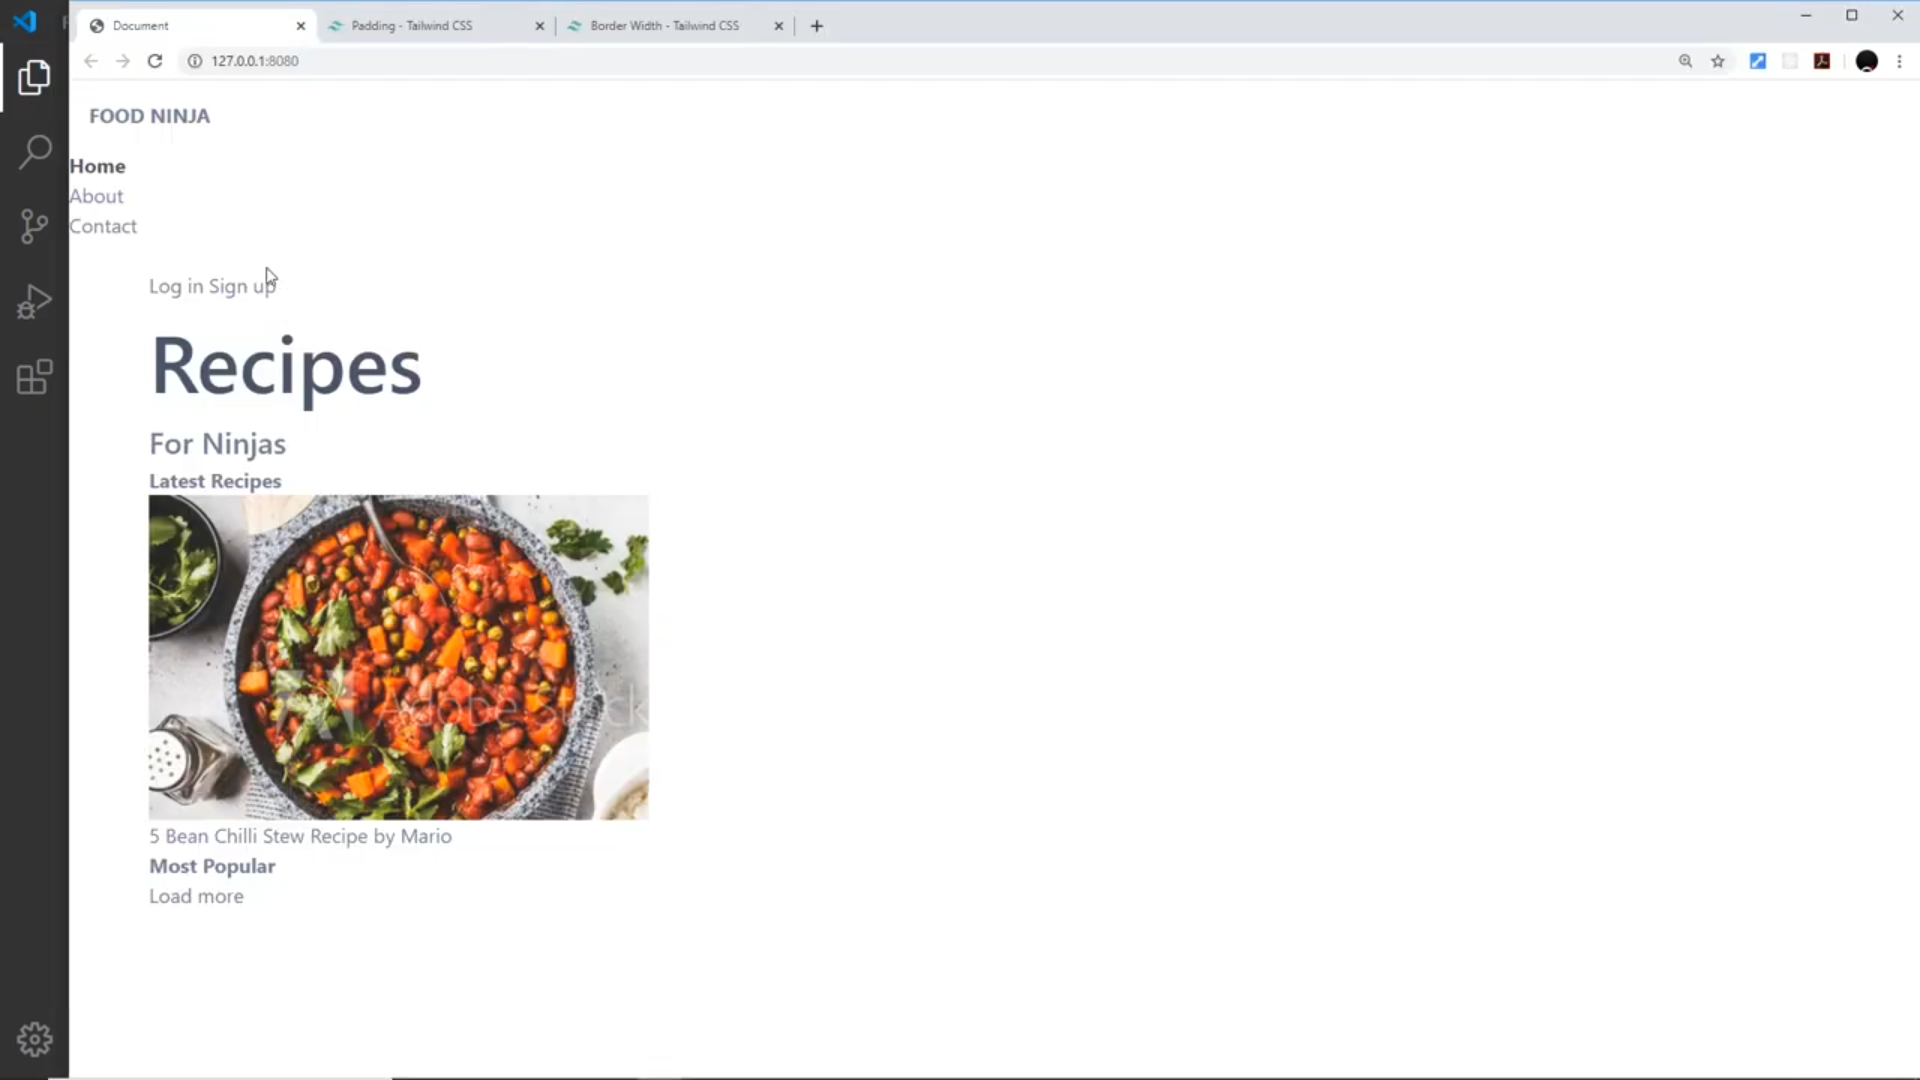 Document
Padding - Tailwind CSS
Border Width - Tailwind CSS
127.0.0.1:8080
FOOD NINJA
Home
About
Contact
Log in Sign up
Recipes
For Ninjas
Latest Recipes
Adobe Stock
5 Bean Chilli Stew Recipe by Mario
Most Popular
Load more